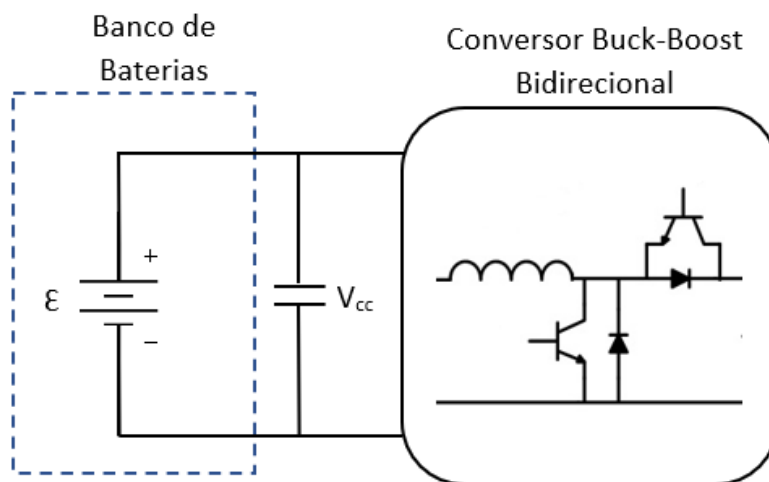 Banco de
Baterias
Conversor Buck-Boost
Bidirecional
+
ε
−
Vcc